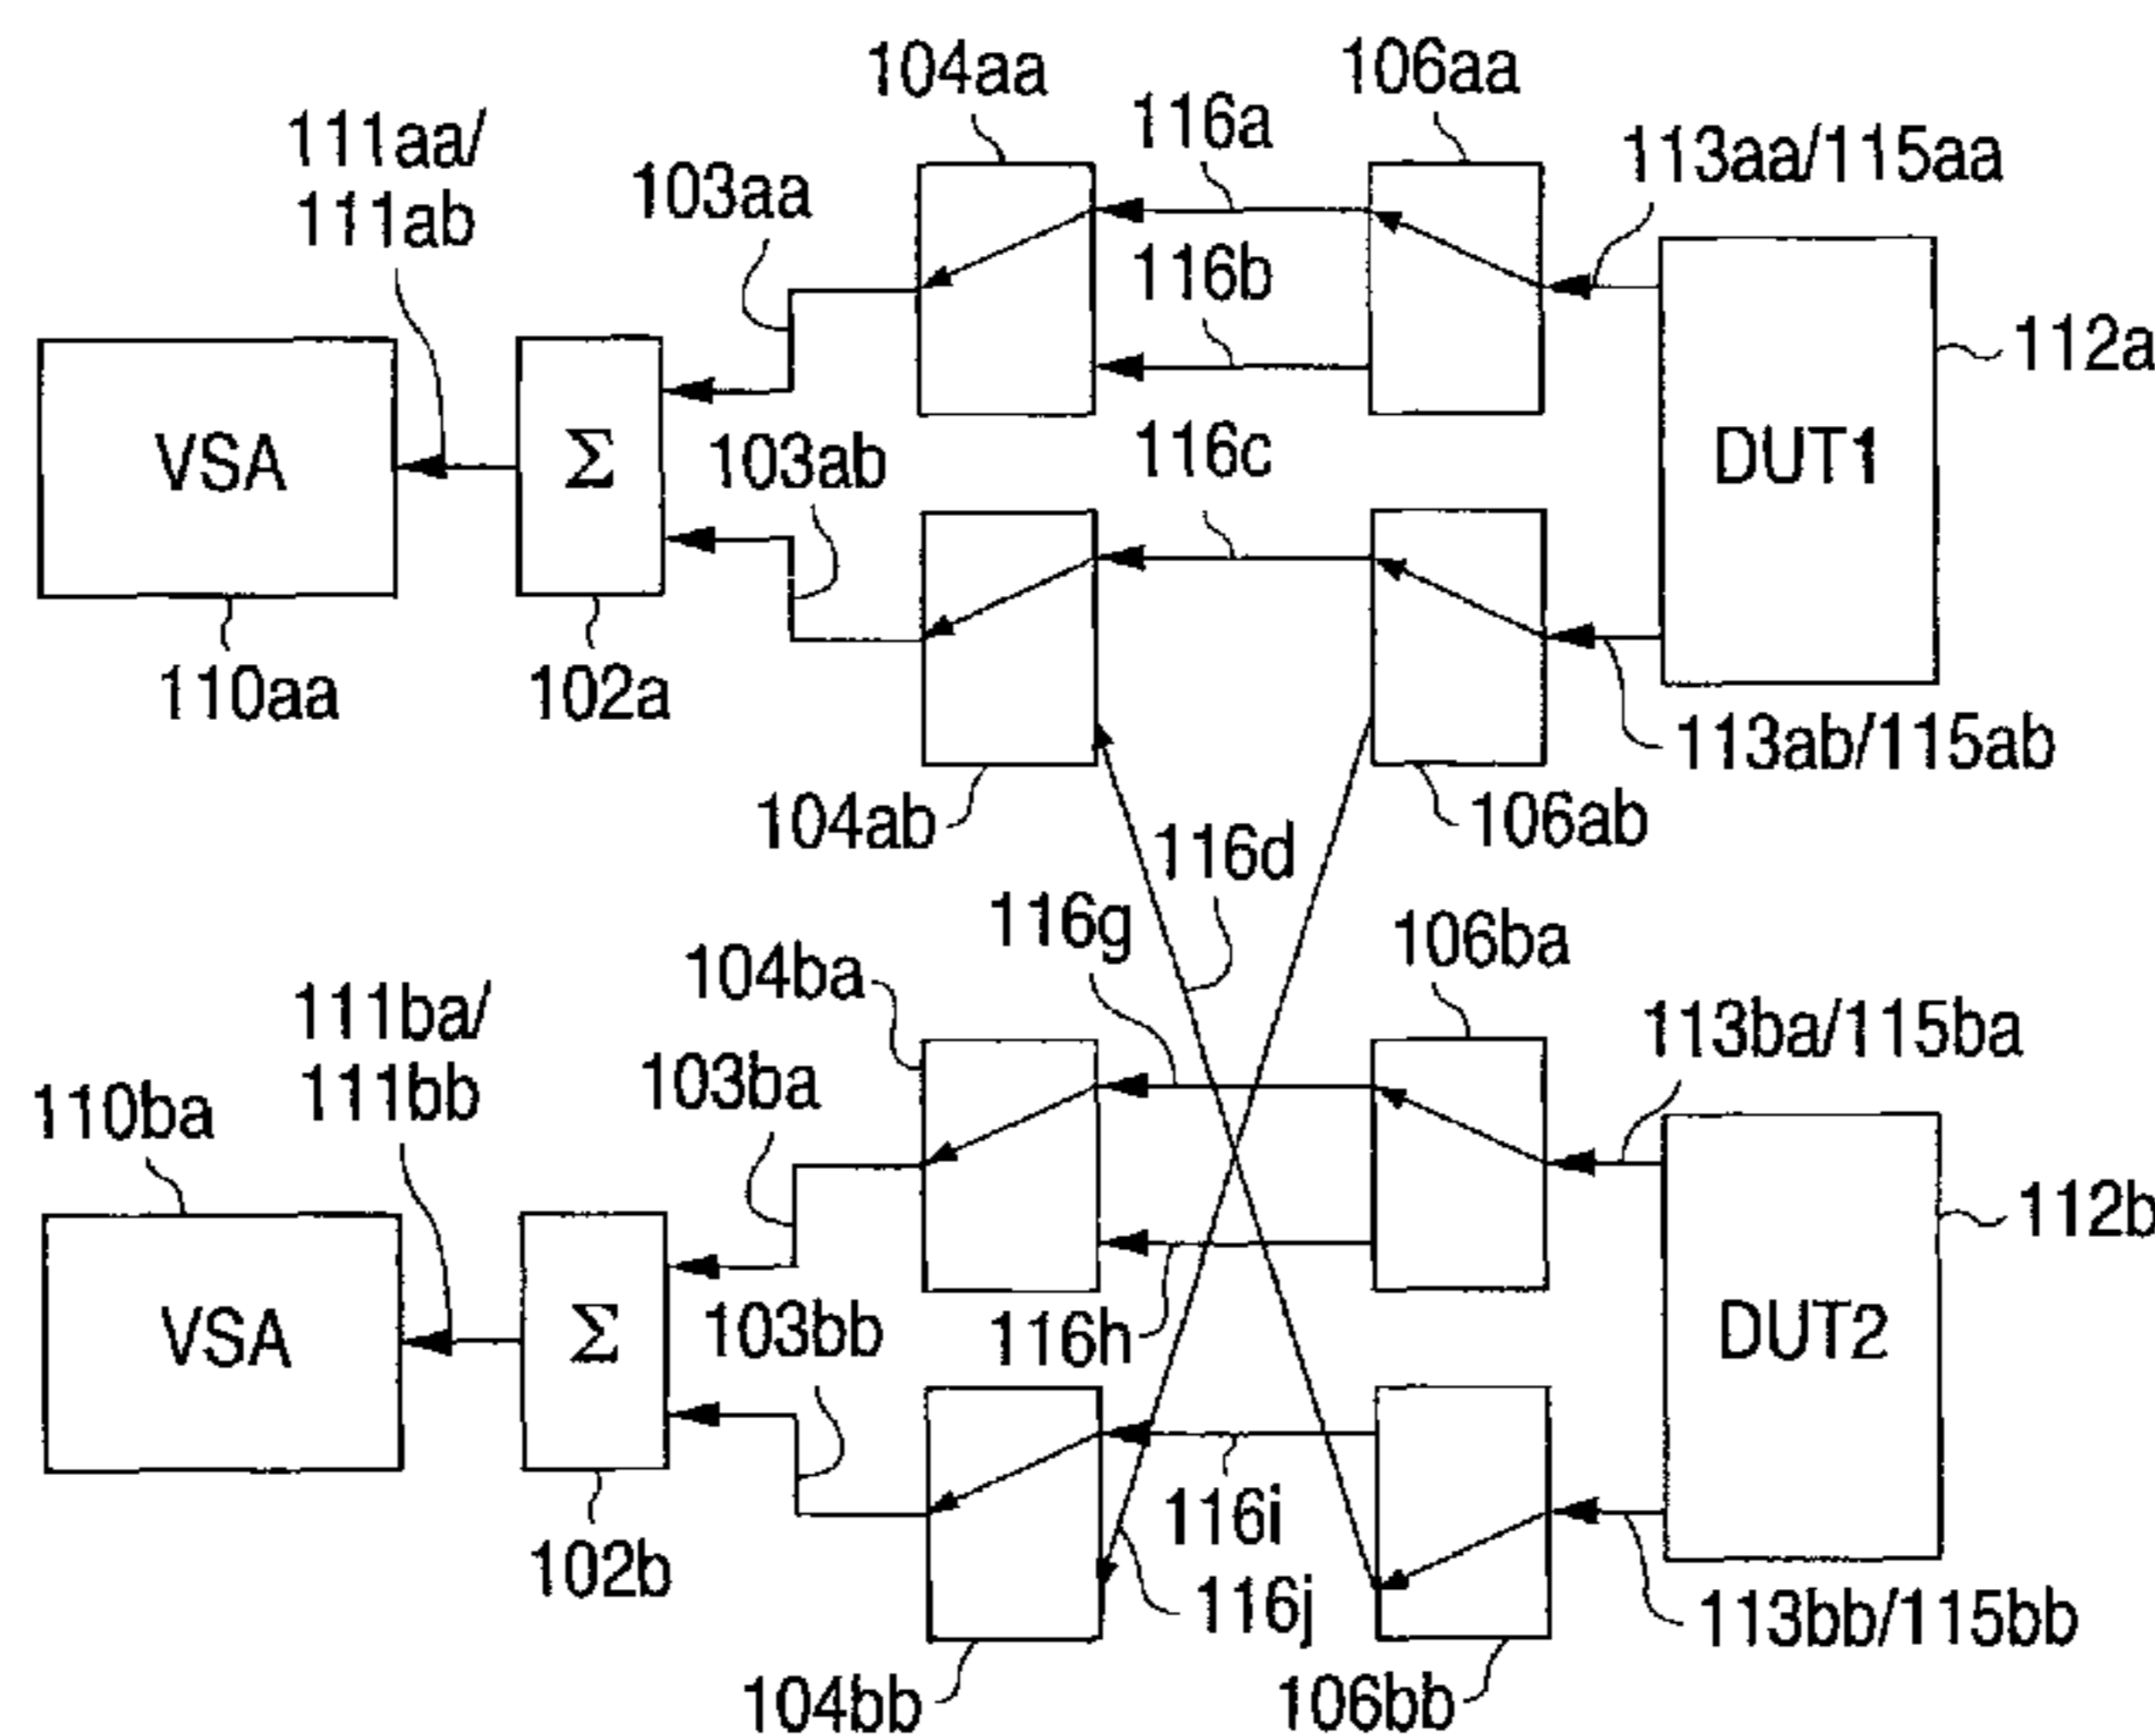 104aa
106aa
111aa/
111ab
103aa
116a
113aa/115aa
116b
112a
VSA
Σ
103ab
116c
DUT1
110aa
102a
113ab/115ab
104ab
116d
106ab
116g
104ba
106ba
111ba/
111bb
103ba
113ba/115ba
110ba
112b
VSA
Σ
103bb
116h
DUT2
116i
102b
116j
113bb/115bb
104bb
106bb